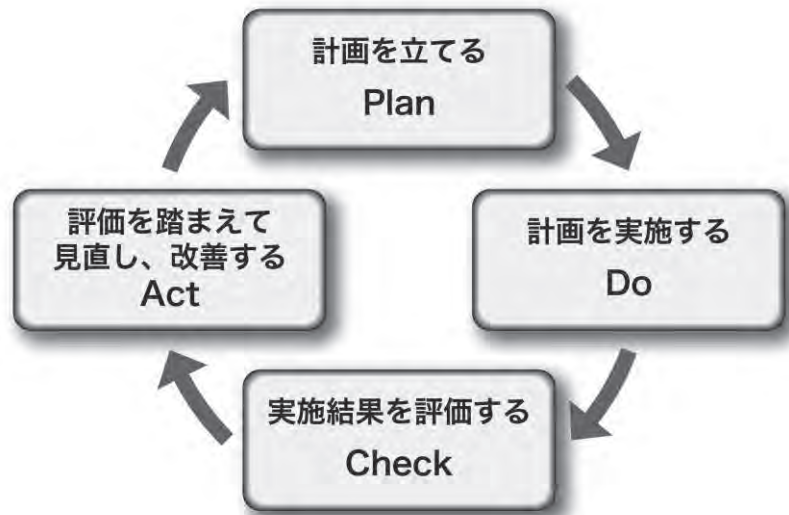 計画を立てる
Plan
計画を実施する
Do
実施結果を評価する
Check
評価を踏まえて
見直し、改善する
Act